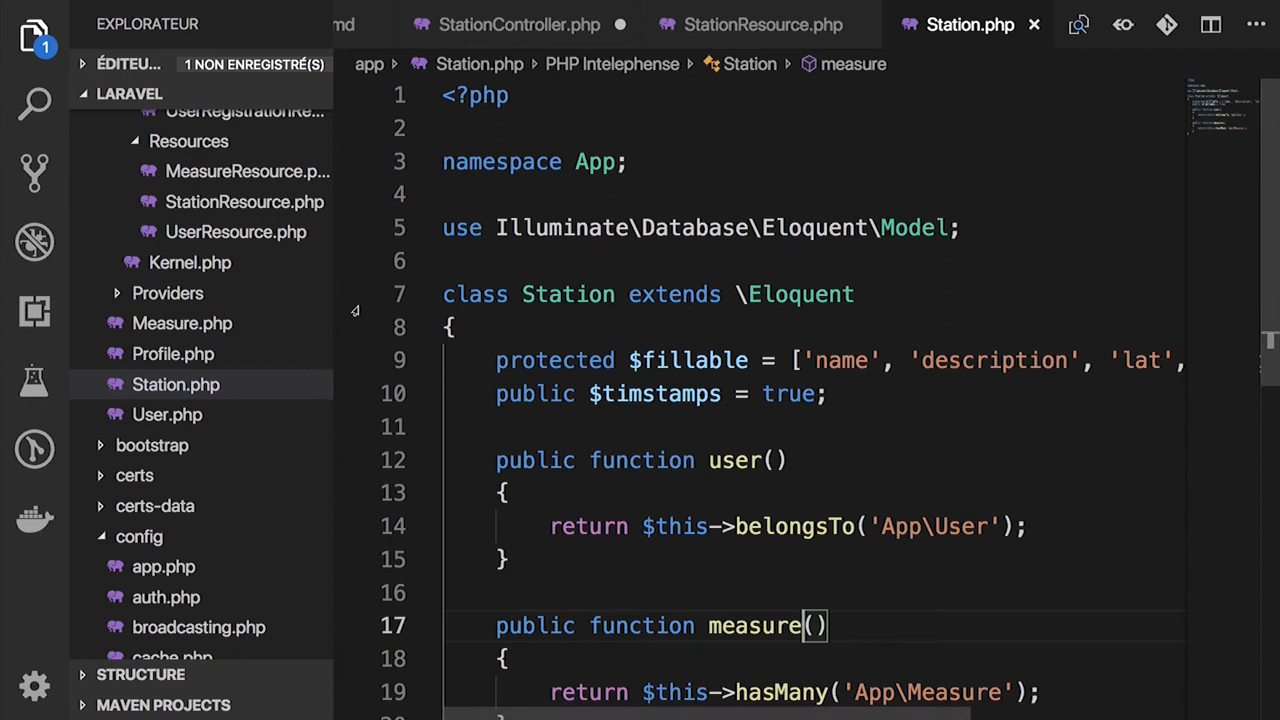 EXPLORATEUR
md
StationController.php
StationResource.php
Station.php
1
ÉDITEU...
1 NON ENREGISTRÉ(S)
app
Station.php
PHP Intelephense
Station
measure
LARAVEL
UserRegistrationRe...
Resources
MeasureResource.p...
StationResource.php
UserResource.php
Kernel.php
Providers
Measure.php
Profile.php
Station.php
User.php
bootstrap
certs
certs-data
config
app.php
auth.php
broadcasting.php
cache.php
STRUCTURE
MAVEN PROJECTS
1 <?php
2
3 namespace App;
4
5 use Illuminate\Database\Eloquent\Model;
6
7 class Station extends \Eloquent
8 {
9 protected $fillable = ['name', 'description', 'lat',
10 public $timstamps = true;
11
12 public function user()
13 {
14 return $this->belongsTo('App\User');
15 }
16
17 public function measure()
18 {
19 return $this->hasMany('App\Measure');